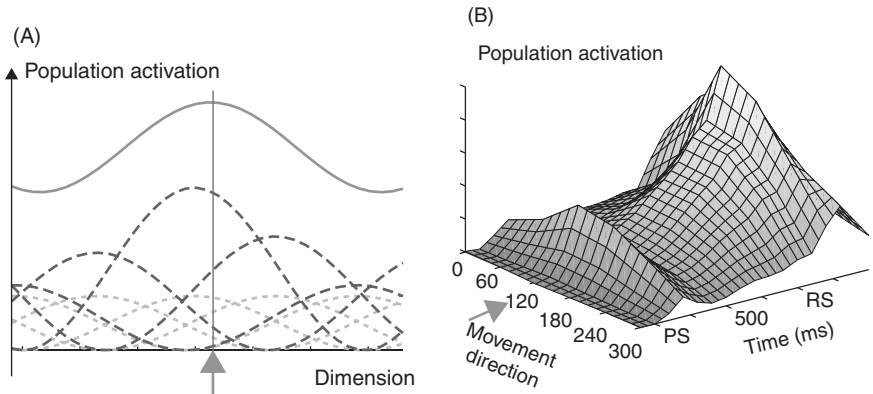 (A)
Population activation
Dimension
(B)
Population activation
0
60
120
180
240
300
Movement
direction
PS
500
RS
Time (ms)